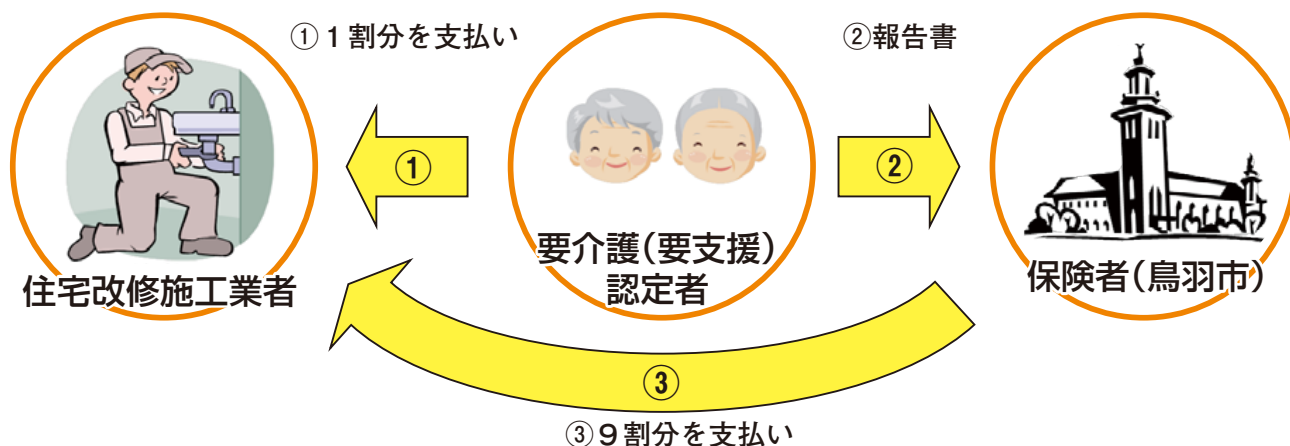 ①１割分を支払い
②報告書
①
②
住宅改修施工業者
要介護（要支援）
認定者
保険者（鳥羽市）
③
③９割分を支払い